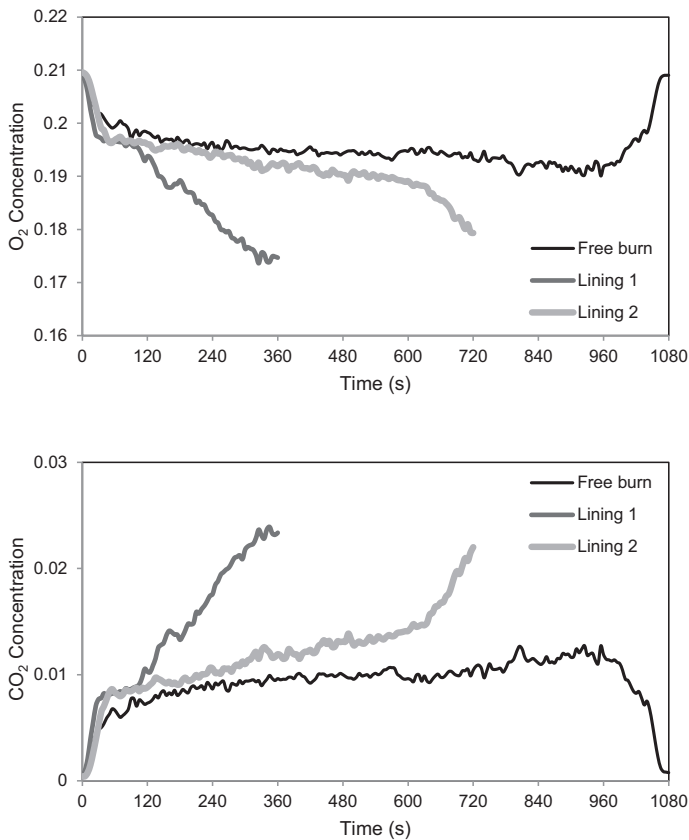 0.22
0.21
0.2
0.19
0.18
0.17
0.16
O2 Concentration
Free burn
Lining 1
Lining 2
0 120 240 360 480 600 720 840 960 1080
Time (s)
0.03
0.02
0.01
0
CO2 Concentration
Free burn
Lining 1
Lining 2
0 120 240 360 480 600 720 840 960 1080
Time (s)